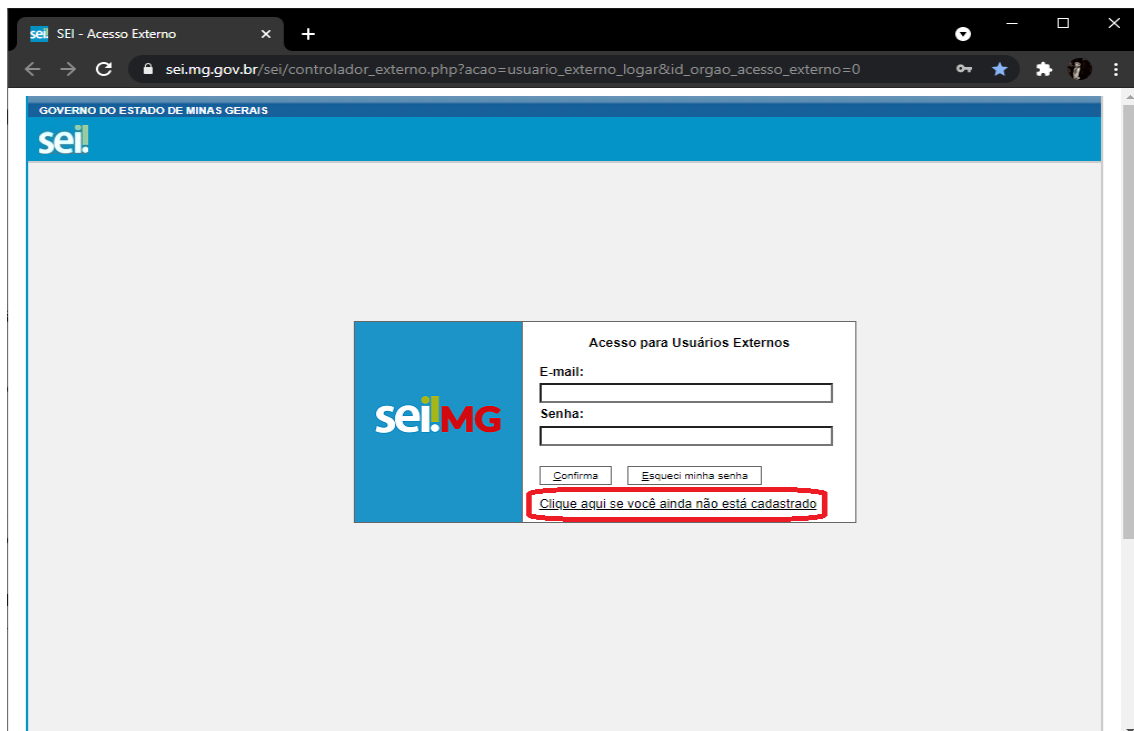 sei! SEI - Acesso Externo
sei.mg.gov.br/sei/controlador_externo.php?acao=usuario_externo_logar&id_orgao_acesso_externo=0
GOVERNO DO ESTADO DE MINAS GERAIS
sei!
Acesso para Usuários Externos
E-mail:
sei!MG
Senha:
Confirma Esqueci minha senha
Clique aqui se você ainda não está cadastrado